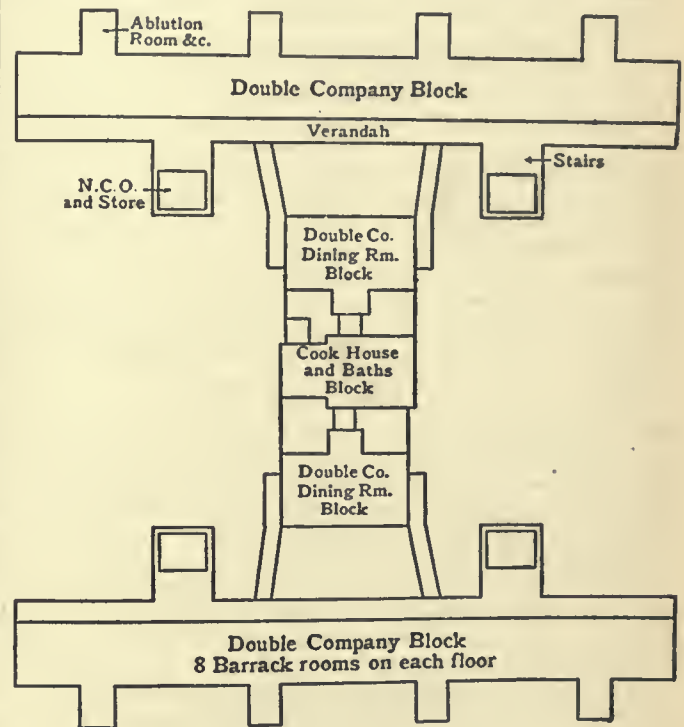 Ablution
Room &c.
Double Company Block
Verandah
Stairs
N.C.O.
and Store
Double Co.
Dining Rm.
Block
Cook House
and Baths
Block
Double Co.
Dining Rm.
Block
Double Company Block
8 Barrack rooms on each floor